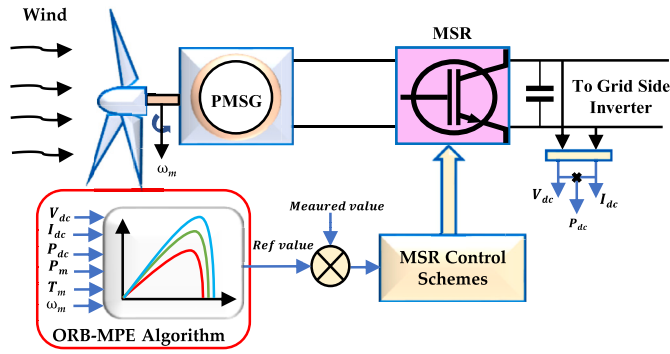 Wind
MSR
PMSG
To Grid Side
Inverter
ω_m
V_dc
I_dc
P_dc
V_dc
I_dc
P_dc
P_m
T_m
ω_m
Meaured value
Ref value
MSR Control
Schemes
ORB-MPE Algorithm